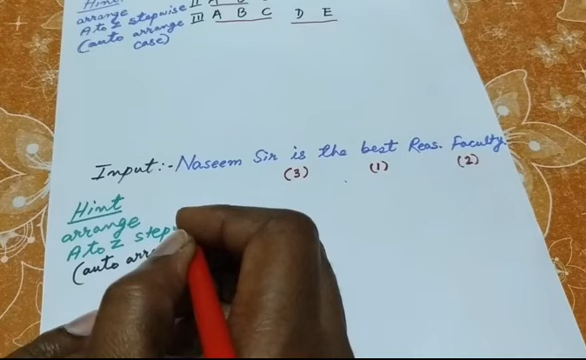 Hint
arrange
A to Z stepwise II
(auto arrange III A B C D E
case)
Input:- Naseem Sir is the best Reas. Faculty.
(3) (1) (2)
Hint
arrange
A to Z step
(auto arr